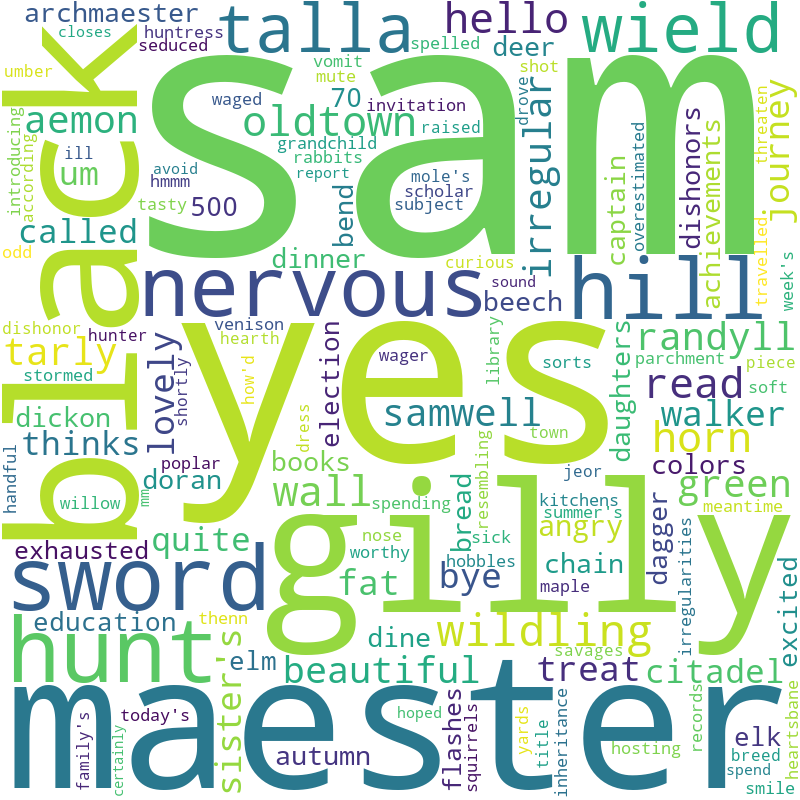 archmaester
closes
huntress
seduced
talla
hello
spelled
deer
wield
umber
mute
vomit
shot
black
sam
aemon
waged
70
invitation
oldtown
raised
drove
irregular
journey
threaten
introducing
according
ill
um
avoid
hmmm
grandchild
rabbits
report
mole's
scholar
subject
bend
captain
overestimated
dishonors
achievements
tasty
500
called
dinner
curious
odd
nervous
sound
beech
hill
travelled
week's
dishonor
hunter
lovely
shortly
venison
hearth
how'd
yes
wager
library
sorts
daughters
randyll
parchment
piece
tarly
stormed
election
read
soft
dickon
dress
samwell
town
walker
thinks
poplar
books
resembling
horn
handful
willow
mm
doran
wall
spending
bread
jeor
colors
green
kitchens
summer's
meantime
exhausted
quite
nose
sick
angry
dagger
irregularities
worthy
hobbles
chain
sword
fat
bye
maple
excited
gilly
education
thenn
hunt
sister's
dine
wildling
savages
elm
beautiful
treat
citadel
maester
family's
today's
certainly
hoped
flashes
squirrels
autumn
yards
title
inheritance
hosting
records
elk
breed
spend
smile
heartsbane